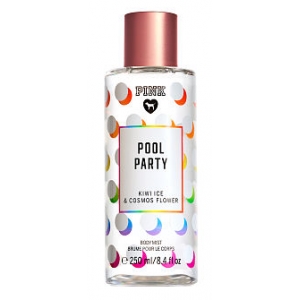 PINK
POOL
PARTY
KIWI ICE
& COSMOS FLOWER
BODY MIST
BRUME POUR LE CORPS
℮ 250 ml/8.4 fl oz